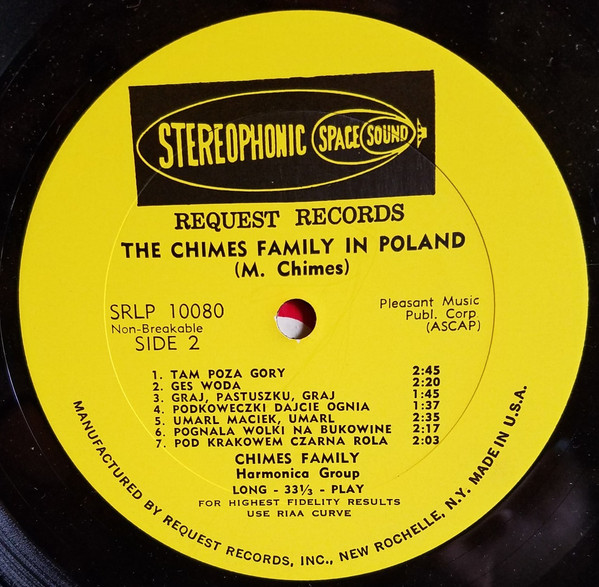 STEREOPHONIC SPACE SOUND
REQUEST RECORDS
THE CHIMES FAMILY IN POLAND
(M. Chimes)
SRLP 10080
Non-Breakable
SIDE 2
Pleasant Music
Publ. Corp.
(ASCAP)
1. TAM POZA GORY 2:45
2. GES WODA 2:20
3. GRAJ, PASTUSZKU, GRAJ 1:45
4. PODKOWECZKI DAJCIE OGNIA 1:37
5. UMARL MACIEK, UMARL 2:35
6. POGNALA WOLKI NA BUKOWINE 2:17
7. POD KRAKOWEM CZARNA ROLA 2:03
CHIMES FAMILY
Harmonica Group
LONG - 33⅓ - PLAY
FOR HIGHEST FIDELITY RESULTS
USE RIAA CURVE
MANUFACTURED BY REQUEST RECORDS, INC., NEW ROCHELLE, N.Y. MADE IN U.S.A.